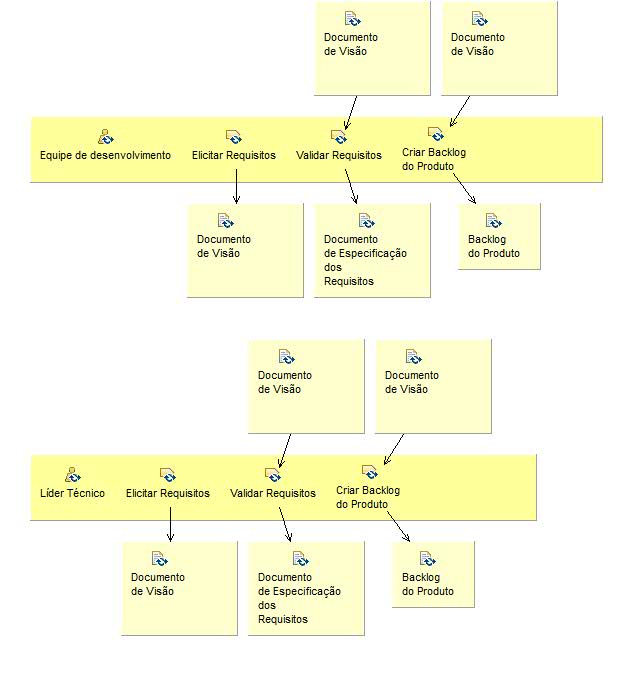 Documento
de Visão
Documento
de Visão
Equipe de desenvolvimento
Elicitar Requisitos
Validar Requisitos
Criar Backlog
do Produto
Documento
de Visão
Documento
de Especificação
dos
Requisitos
Backlog
do Produto
Documento
de Visão
Documento
de Visão
Líder Técnico
Elicitar Requisitos
Validar Requisitos
Criar Backlog
do Produto
Documento
de Visão
Documento
de Especificação
dos
Requisitos
Backlog
do Produto